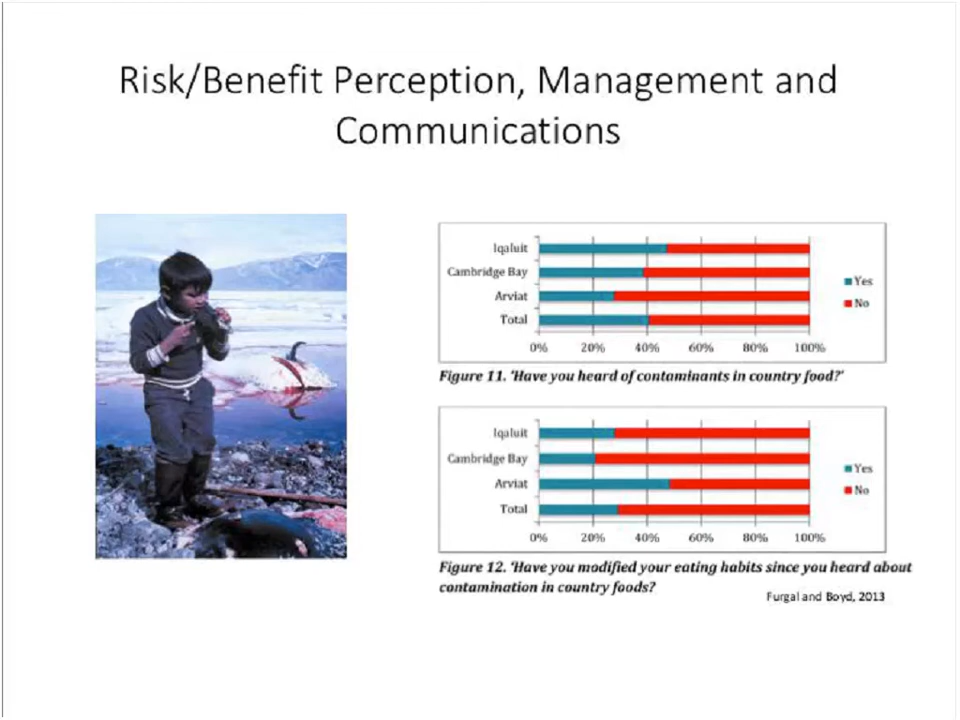 Risk/Benefit Perception, Management and
Communications
Iqaluit
Cambridge Bay
Arviat
Total
0% 20% 40% 60% 80% 100%
Yes
No
Figure 11. 'Have you heard of contaminants in country food?'
Iqaluit
Cambridge Bay
Arviat
Total
0% 20% 40% 60% 80% 100%
Yes
No
Figure 12. 'Have you modified your eating habits since you heard about
contamination in country foods?
Furgal and Boyd, 2013